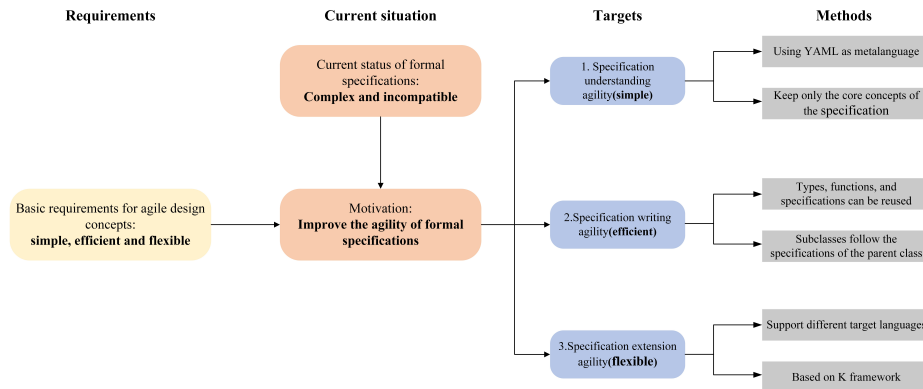 Requirements
Current situation
Targets
Methods
Current status of formal
specifications:
Complex and incompatible
Basic requirements for agile design
concepts:
simple, efficient and flexible
Motivation:
Improve the agility of formal
specifications
1. Specification
understanding
agility(simple)
2.Specification writing
agility(efficient)
3.Specification extension
agility(flexible)
Using YAML as metalanguage
Keep only the core concepts of
the specification
Types, functions, and
specifications can be reused
Subclasses follow the
specifications of the parent class
Support different target languages
Based on K framework